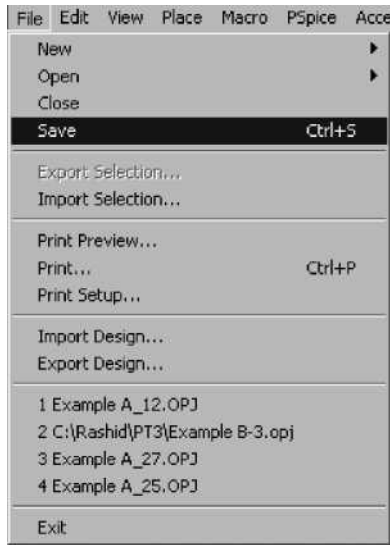 File Edit View Place Macro PSpice Acce
New
Open
Close
Save Ctrl+S
Export Selection...
Import Selection...
Print Preview...
Print... Ctrl+P
Print Setup...
Import Design...
Export Design...
1 Example A_12.OPJ
2 C:\Rashid\PT3\Example B-3.opj
3 Example A_27.OPJ
4 Example A_25.OPJ
Exit